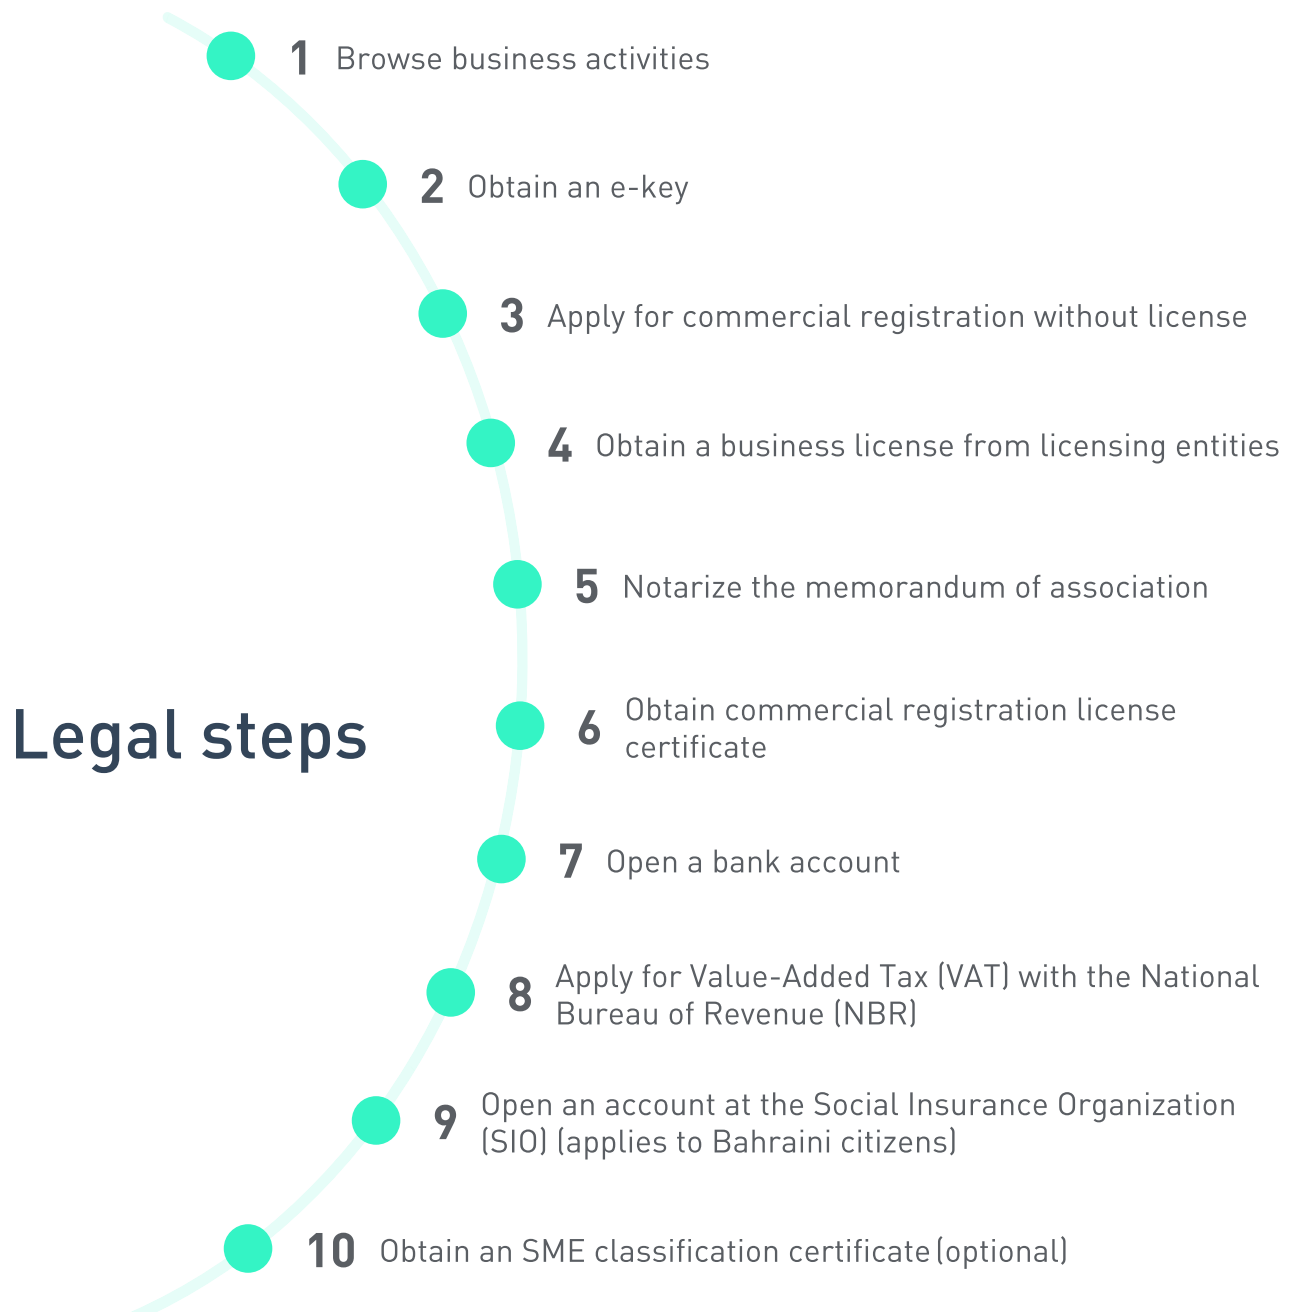 1 Browse business activities
2 Obtain an e-key
3 Apply for commercial registration without license
4 Obtain a business license from licensing entities
5 Notarize the memorandum of association
Legal steps
6 Obtain commercial registration license
certificate
7 Open a bank account
8 Apply for Value-Added Tax (VAT) with the National
Bureau of Revenue (NBR)
9 Open an account at the Social Insurance Organization
(SIO) (applies to Bahraini citizens)
10 Obtain an SME classification certificate (optional)